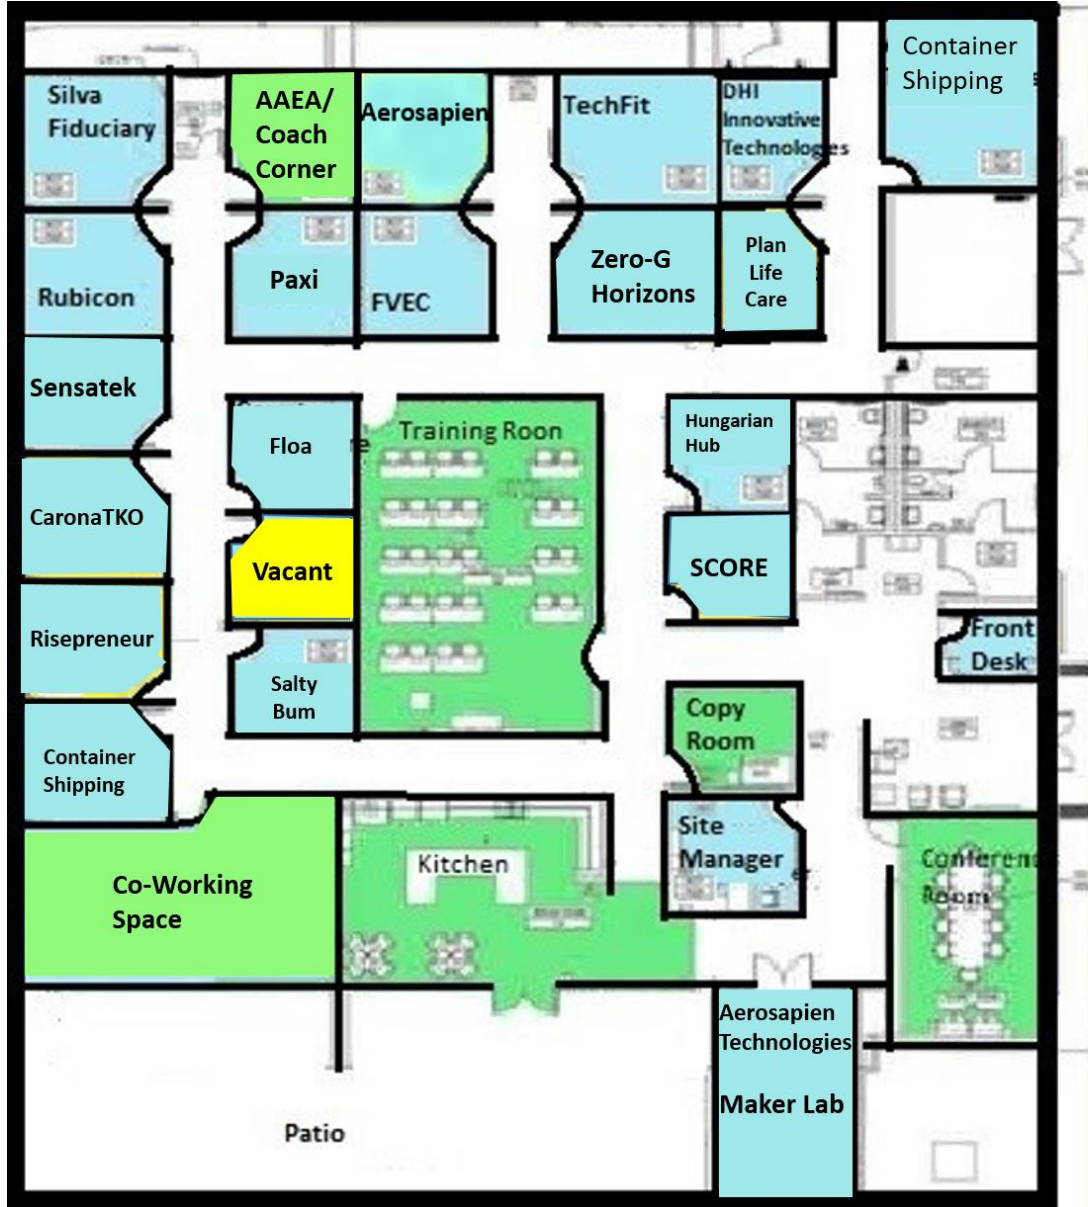 Silva
Fiduciary
AAEA/
Coach
Corner
Aerosapien
TechFit
DHI
Innovative
Technologies
Container
Shipping
Rubicon
Paxi
FVEC
Zero-G
Horizons
Plan
Life
Care
Sensatek
Floa
Training Roon
Hungarian
Hub
CaronaTKO
Vacant
SCORE
Risepreneur
Salty
Bum
Front
Desk
Container
Shipping
Copy
Room
Site
Manager
Kitchen
Co-Working
Space
Conferenc
Room
Aerosapien
Technologies
Maker Lab
Patio